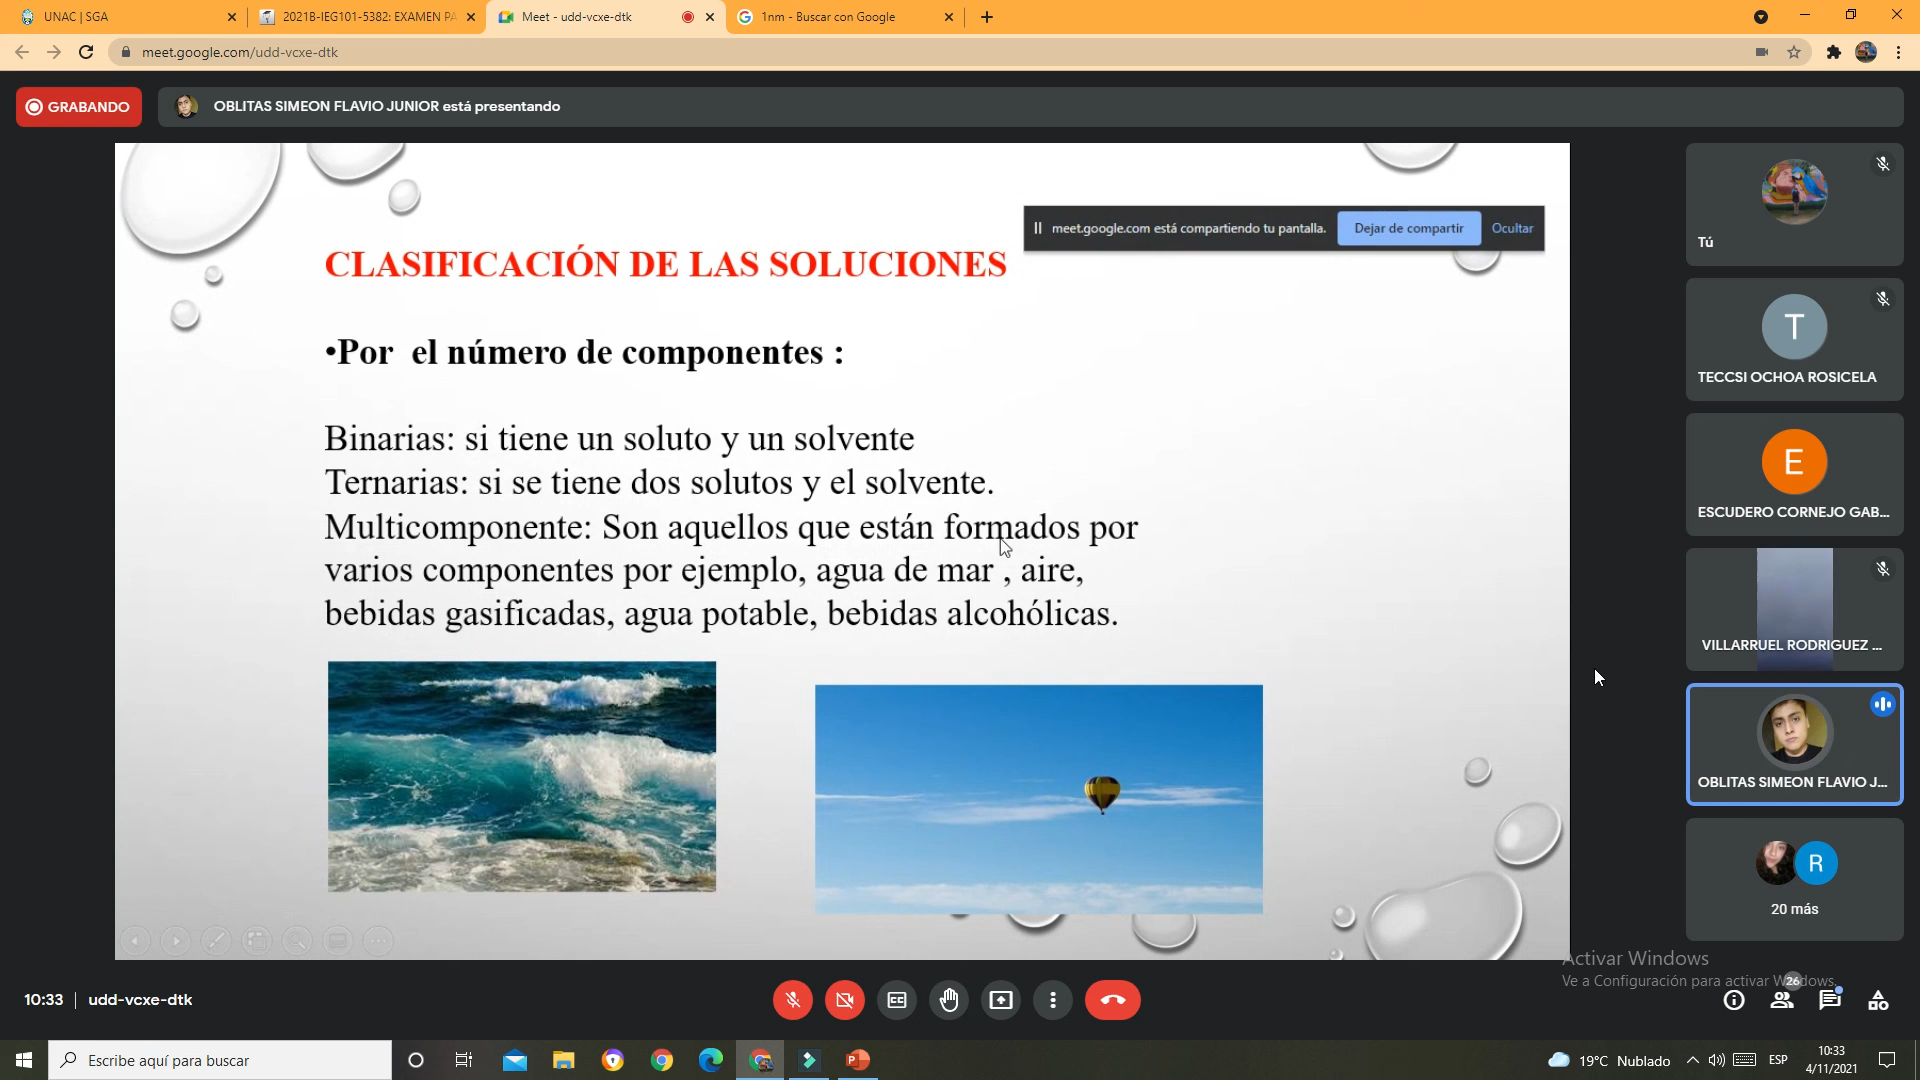 UNAC | SGA
2021B-IEG101-5382: EXAMEN PA
Meet - udd-vcxe-dtk
1nm - Buscar con Google
meet.google.com/udd-vcxe-dtk
GRABANDO
OBLITAS SIMEON FLAVIO JUNIOR está presentando
meet.google.com está compartiendo tu pantalla.
Dejar de compartir
Ocultar
CLASIFICACIÓN DE LAS SOLUCIONES
•Por el número de componentes :
Binarias: si tiene un soluto y un solvente
Ternarias: si se tiene dos solutos y el solvente.
Multicomponente: Son aquellos que están formados por
varios componentes por ejemplo, agua de mar , aire,
bebidas gasificadas, agua potable, bebidas alcohólicas.
Tú
T
TECCSI OCHOA ROSICELA
E
ESCUDERO CORNEJO GAB...
VILLARRUEL RODRIGUEZ ...
OBLITAS SIMEON FLAVIO J...
R
20 más
Activar Windows
Ve a Configuración para activar Windows.
26
10:33 | udd-vcxe-dtk
Escribe aquí para buscar
19°C Nublado
ESP
10:33
4/11/2021